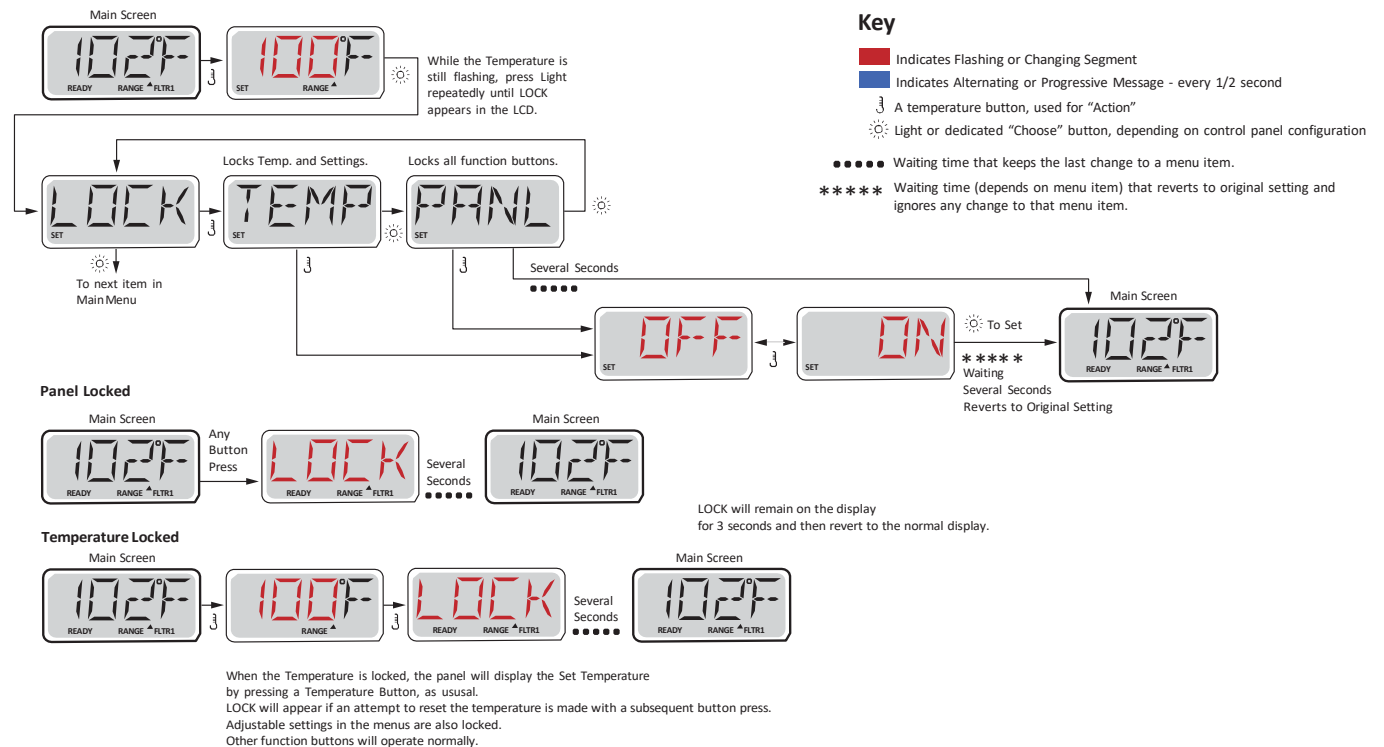 Main Screen
102°F
READY RANGE FLTR1
100°F
SET RANGE
While the Temperature is
still flashing, press Light
repeatedly until LOCK
appears in the LCD.
Key
Indicates Flashing or Changing Segment
Indicates Alternating or Progressive Message - every 1/2 second
A temperature button, used for “Action”
Light or dedicated “Choose” button, depending on control panel configuration
Waiting time that keeps the last change to a menu item.
***** Waiting time (depends on menu item) that reverts to original setting and
ignores any change to that menu item.
LOCK
SET
Locks Temp. and Settings.
TEMP
SET
Locks all function buttons.
PANL
SET
To next item in
Main Menu
Several Seconds
OFF
SET
ON
SET
To Set
*****
Waiting
Several Seconds
Reverts to Original Setting
Main Screen
102°F
READY RANGE FLTR1
Panel Locked
Main Screen
102°F
READY RANGE FLTR1
Any
Button
Press
LOCK
READY RANGE FLTR1
Several
Seconds
Main Screen
102°F
READY RANGE FLTR1
LOCK will remain on the display
for 3 seconds and then revert to the normal display.
Temperature Locked
Main Screen
102°F
READY RANGE FLTR1
100°F
RANGE
LOCK
READY RANGE FLTR1
Several
Seconds
Main Screen
102°F
READY RANGE FLTR1
When the Temperature is locked, the panel will display the Set Temperature
by pressing a Temperature Button, as ususal.
LOCK will appear if an attempt to reset the temperature is made with a subsequent button press.
Adjustable settings in the menus are also locked.
Other function buttons will operate normally.